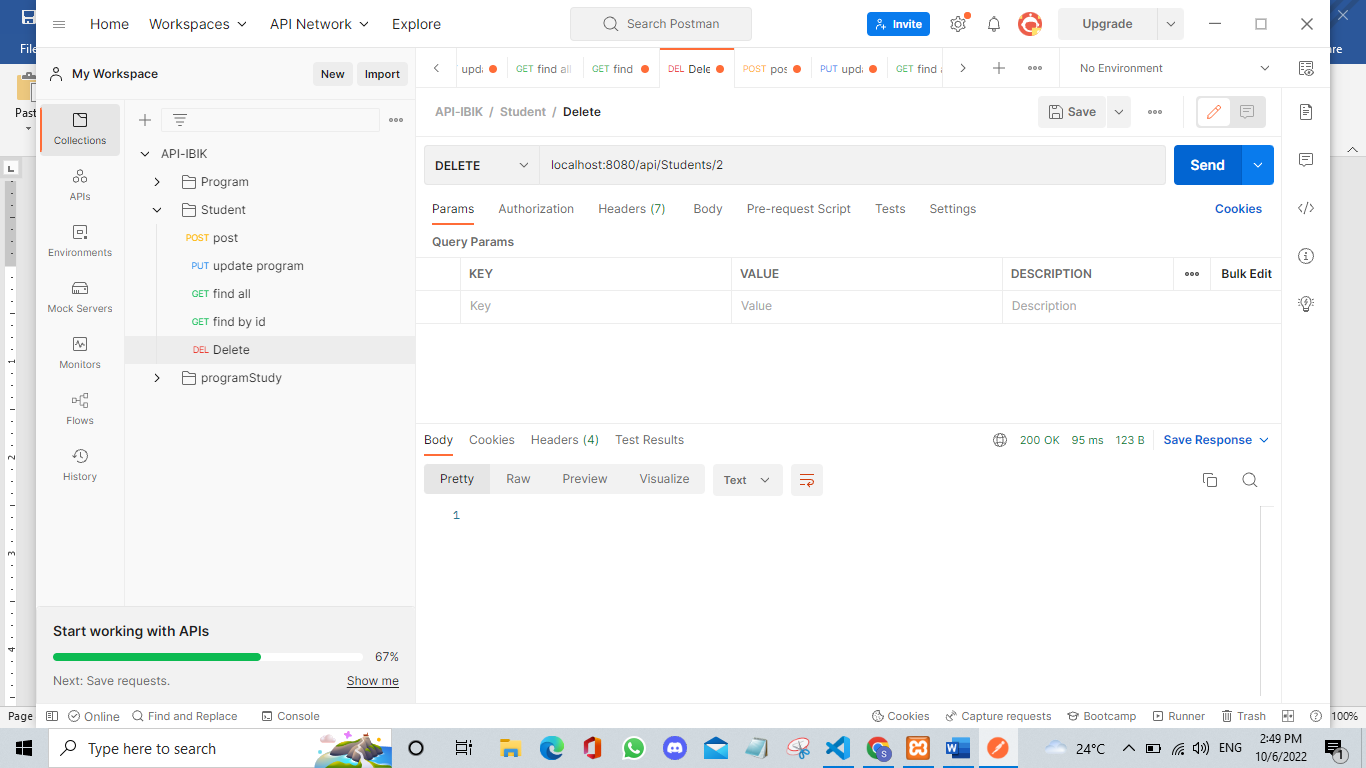 File
Paste
Page
re
100%
Home
Workspaces
API Network
Explore
Search Postman
Invite
Upgrade
My Workspace
New
Import
upda
GET find all
GET find
DEL Dele
POST pos
PUT upda
GET find a
No Environment
Collections
APIs
Environments
Mock Servers
Monitors
Flows
History
API-IBIK
Program
Student
POST post
PUT update program
GET find all
GET find by id
DEL Delete
programStudy
API-IBIK / Student / Delete
Save
DELETE
localhost:8080/api/Students/2
Send
Params Authorization Headers (7) Body Pre-request Script Tests Settings Cookies
Query Params
KEY VALUE DESCRIPTION Bulk Edit
Key Value Description
Body Cookies Headers (4) Test Results 200 OK 95 ms 123 B Save Response
Pretty Raw Preview Visualize Text
1
Start working with APIs
67%
Next: Save requests. Show me
Online Find and Replace Console Cookies Capture requests Bootcamp Runner Trash
Type here to search
24°C
ENG
2:49 PM
10/6/2022
1